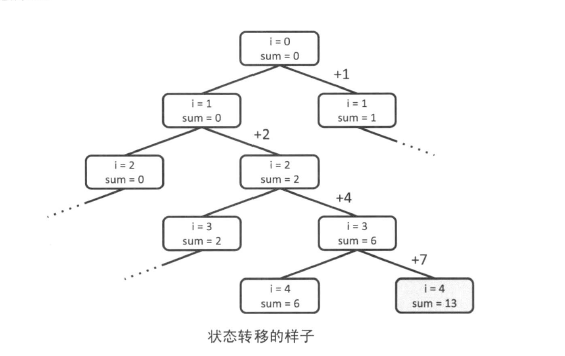 i = 0
sum = 0
+1
i = 1
sum = 0
i = 1
sum = 1
+2
i = 2
sum = 0
i = 2
sum = 2
+4
i = 3
sum = 2
i = 3
sum = 6
+7
i = 4
sum = 6
i = 4
sum = 13
状态转移的样子